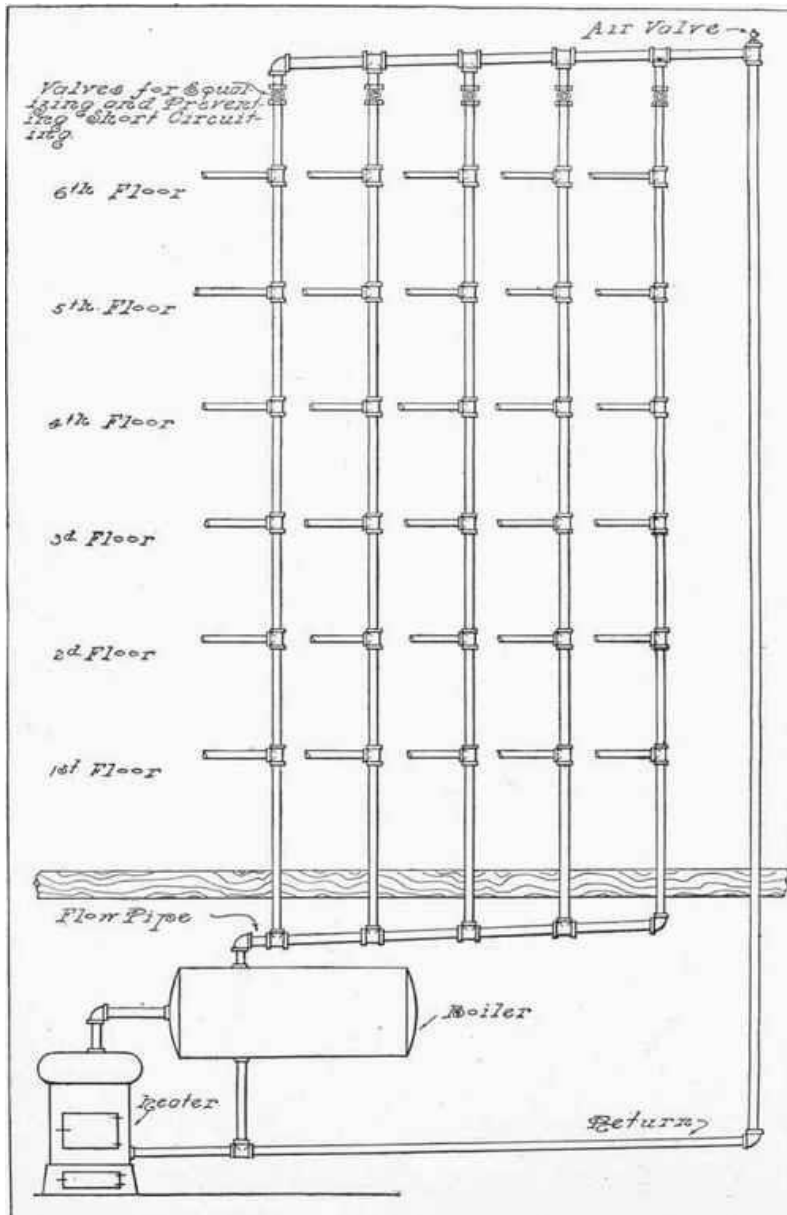 Air Valve
Valves for Equal-
izing and Prevent-
ing Short Circuit-
ing.
6th Floor
5th Floor
4th Floor
3d Floor
2d Floor
1st Floor
Flow Pipe
Boiler
heater
Return